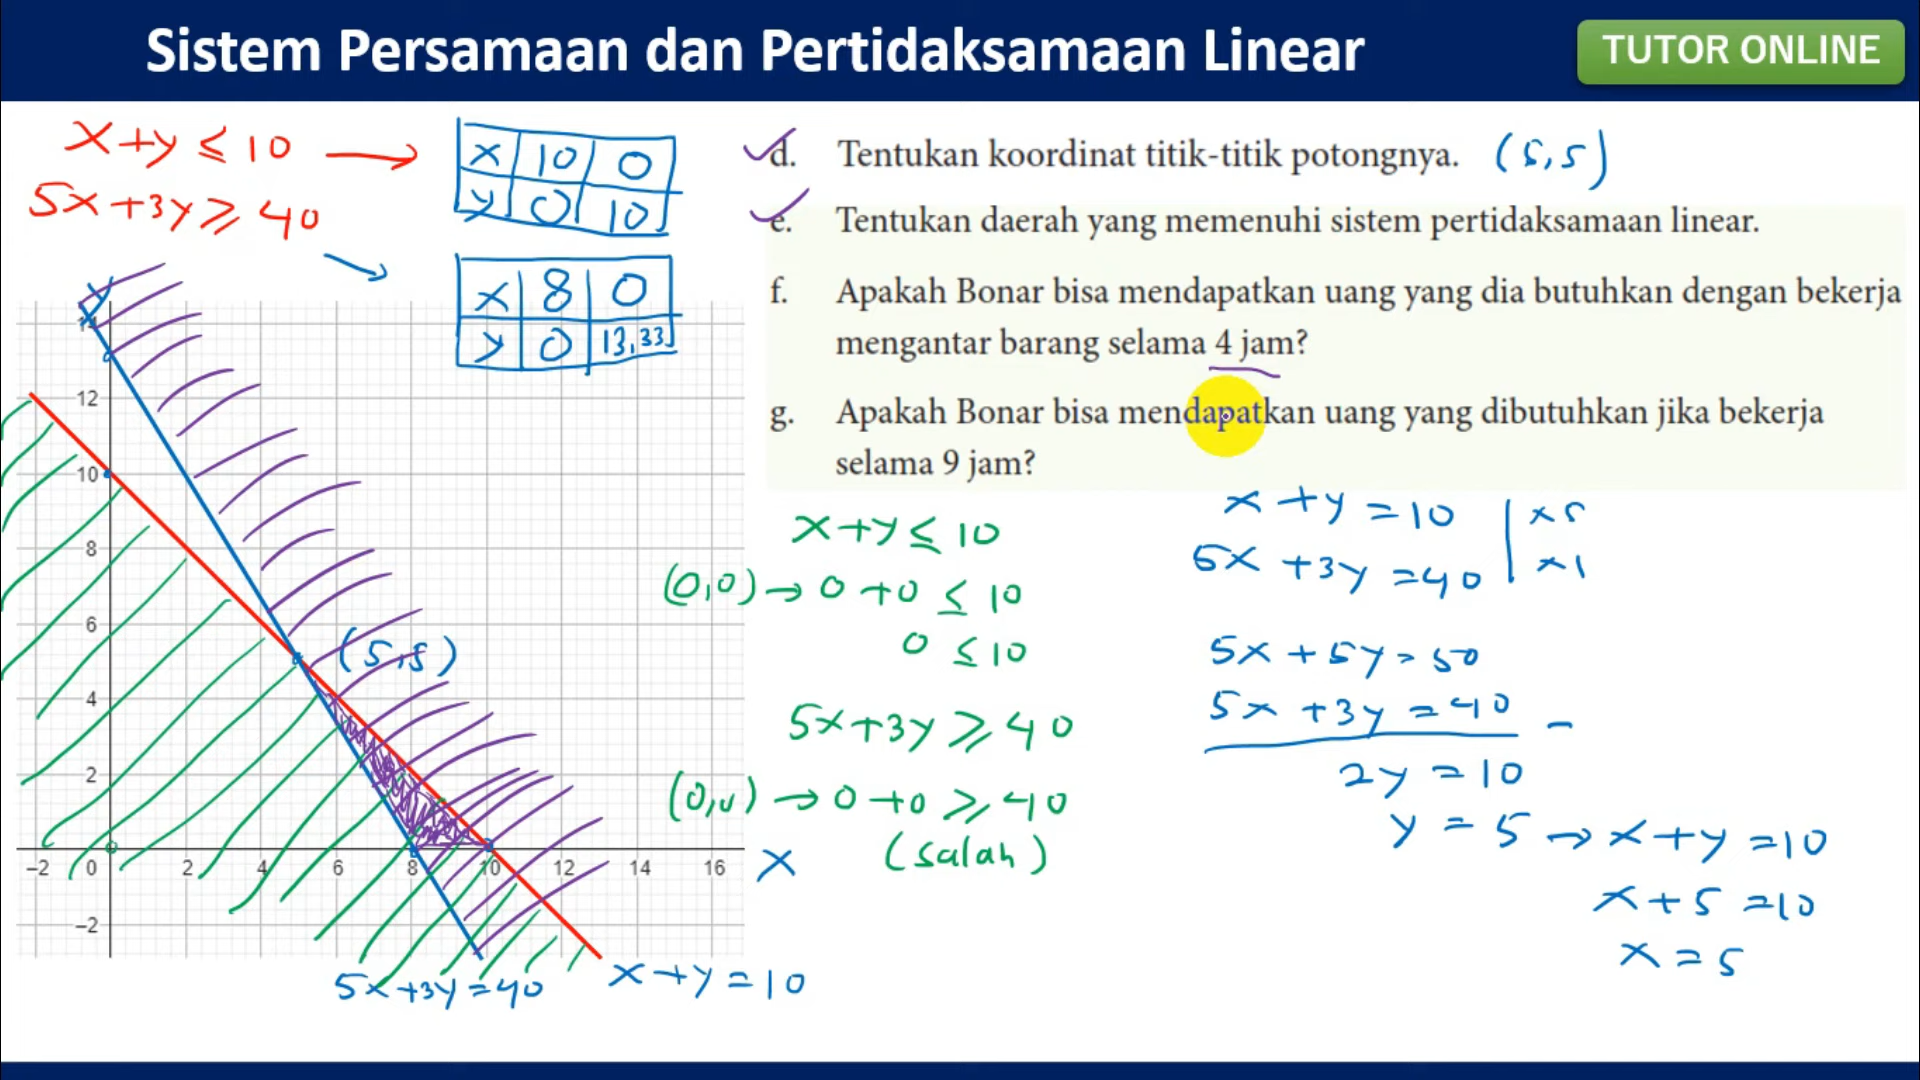 Sistem Persamaan dan Pertidaksamaan Linear
TUTOR ONLINE
x+y ≤ 10
5x+3y ≥ 40
x 10 0
y 0 10
x 8 0
y 0 13,33
d. Tentukan koordinat titik-titik potongnya. (5,5)
e. Tentukan daerah yang memenuhi sistem pertidaksamaan linear.
f. Apakah Bonar bisa mendapatkan uang yang dia butuhkan dengan bekerja
mengantar barang selama 4 jam?
g. Apakah Bonar bisa mendapatkan uang yang dibutuhkan jika bekerja
selama 9 jam?
y
14
12
10
8
6
4
2
-2 0 2 4 6 8 10 12 14 16 x
-2
(5,5)
5x+3y=40
x+y=10
x+y ≤ 10
(0,0) → 0+0 ≤ 10
0 ≤ 10
5x+3y ≥ 40
(0,0) → 0+0 ≥ 40
(salah)
x+y=10 | x5
5x+3y=40 | x1
5x+5y=50
5x+3y=40 −
2y=10
y=5 → x+y=10
x+5=10
x=5